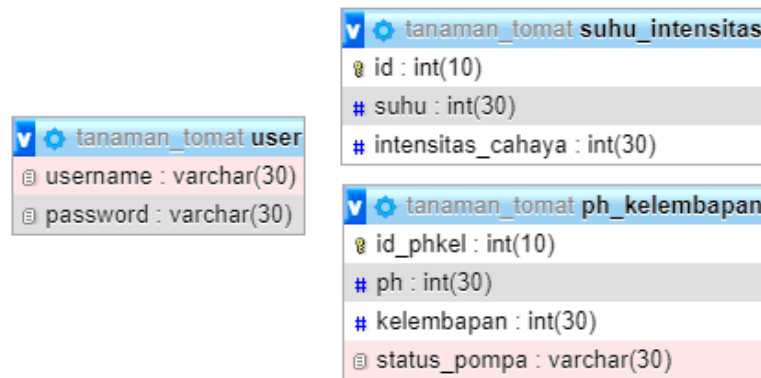 tanaman_tomat user
username : varchar(30)
password : varchar(30)
tanaman_tomat suhu_intensitas
id : int(10)
# suhu : int(30)
# intensitas_cahaya : int(30)
tanaman_tomat ph_kelembapan
id_phkel : int(10)
# ph : int(30)
# kelembapan : int(30)
status_pompa : varchar(30)